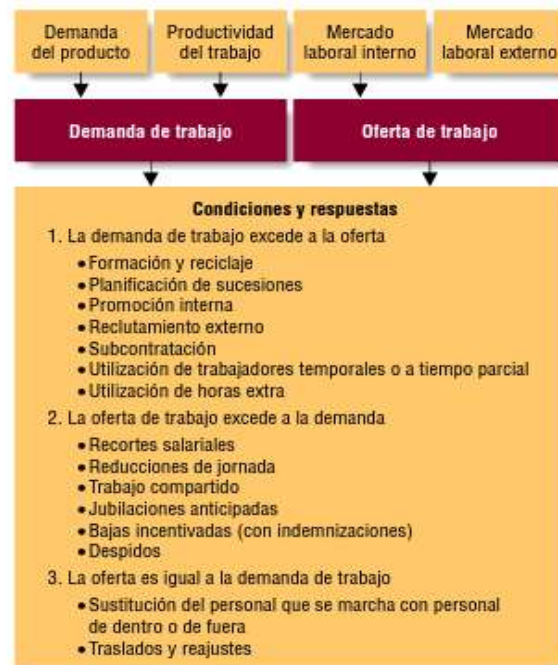 Demanda
del producto
Productividad
del trabajo
Mercado
laboral interno
Mercado
laboral externo
Demanda de trabajo
Oferta de trabajo
Condiciones y respuestas
1. La demanda de trabajo excede a la oferta
• Formación y reciclaje
• Planificación de sucesiones
• Promoción interna
• Reclutamiento externo
• Subcontratación
• Utilización de trabajadores temporales o a tiempo parcial
• Utilización de horas extra
2. La oferta de trabajo excede a la demanda
• Recortes salariales
• Reducciones de jornada
• Trabajo compartido
• Jubilaciones anticipadas
• Bajas incentivadas (con indemnizaciones)
• Despidos
3. La oferta es igual a la demanda de trabajo
• Sustitución del personal que se marcha con personal
de dentro o de fuera
• Traslados y reajustes